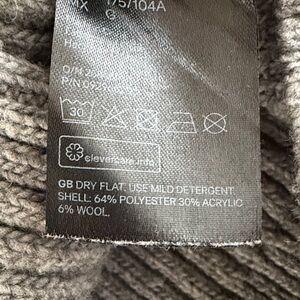 MX 175/104A
G
30
clevercare.info
GB DRY FLAT. USE MILD DETERGENT.
SHELL: 64% POLYESTER 30% ACRYLIC
6% WOOL.